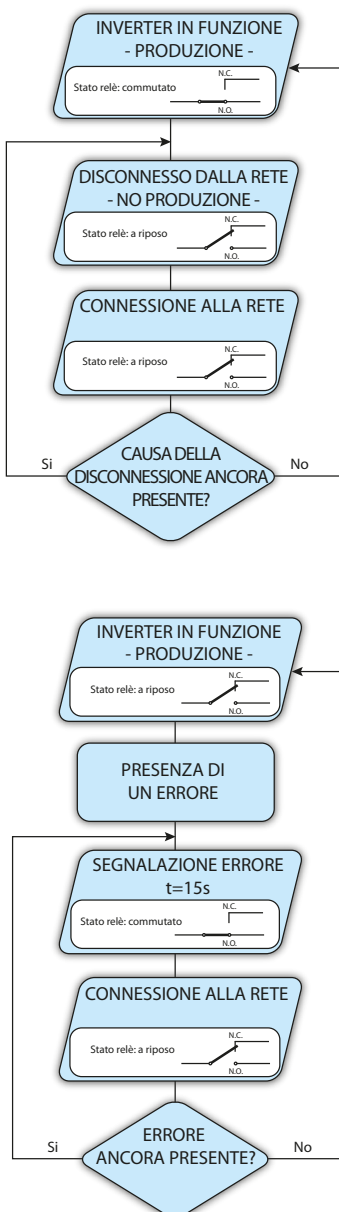 INVERTER IN FUNZIONE
- PRODUZIONE -
Stato relè: commutato
N.C.
N.O.
DISCONNESSO DALLA RETE
- NO PRODUZIONE -
Stato relè: a riposo
N.C.
N.O.
CONNESSIONE ALLA RETE
Stato relè: a riposo
N.C.
N.O.
Si
CAUSA DELLA
DISCONNESSIONE ANCORA
PRESENTE?
No
INVERTER IN FUNZIONE
- PRODUZIONE -
Stato relè: a riposo
N.C.
N.O.
PRESENZA DI
UN ERRORE
SEGNALAZIONE ERRORE
t=15s
Stato relè: commutato
N.C.
N.O.
CONNESSIONE ALLA RETE
Stato relè: a riposo
N.C.
N.O.
Si
ERRORE
ANCORA PRESENTE?
No